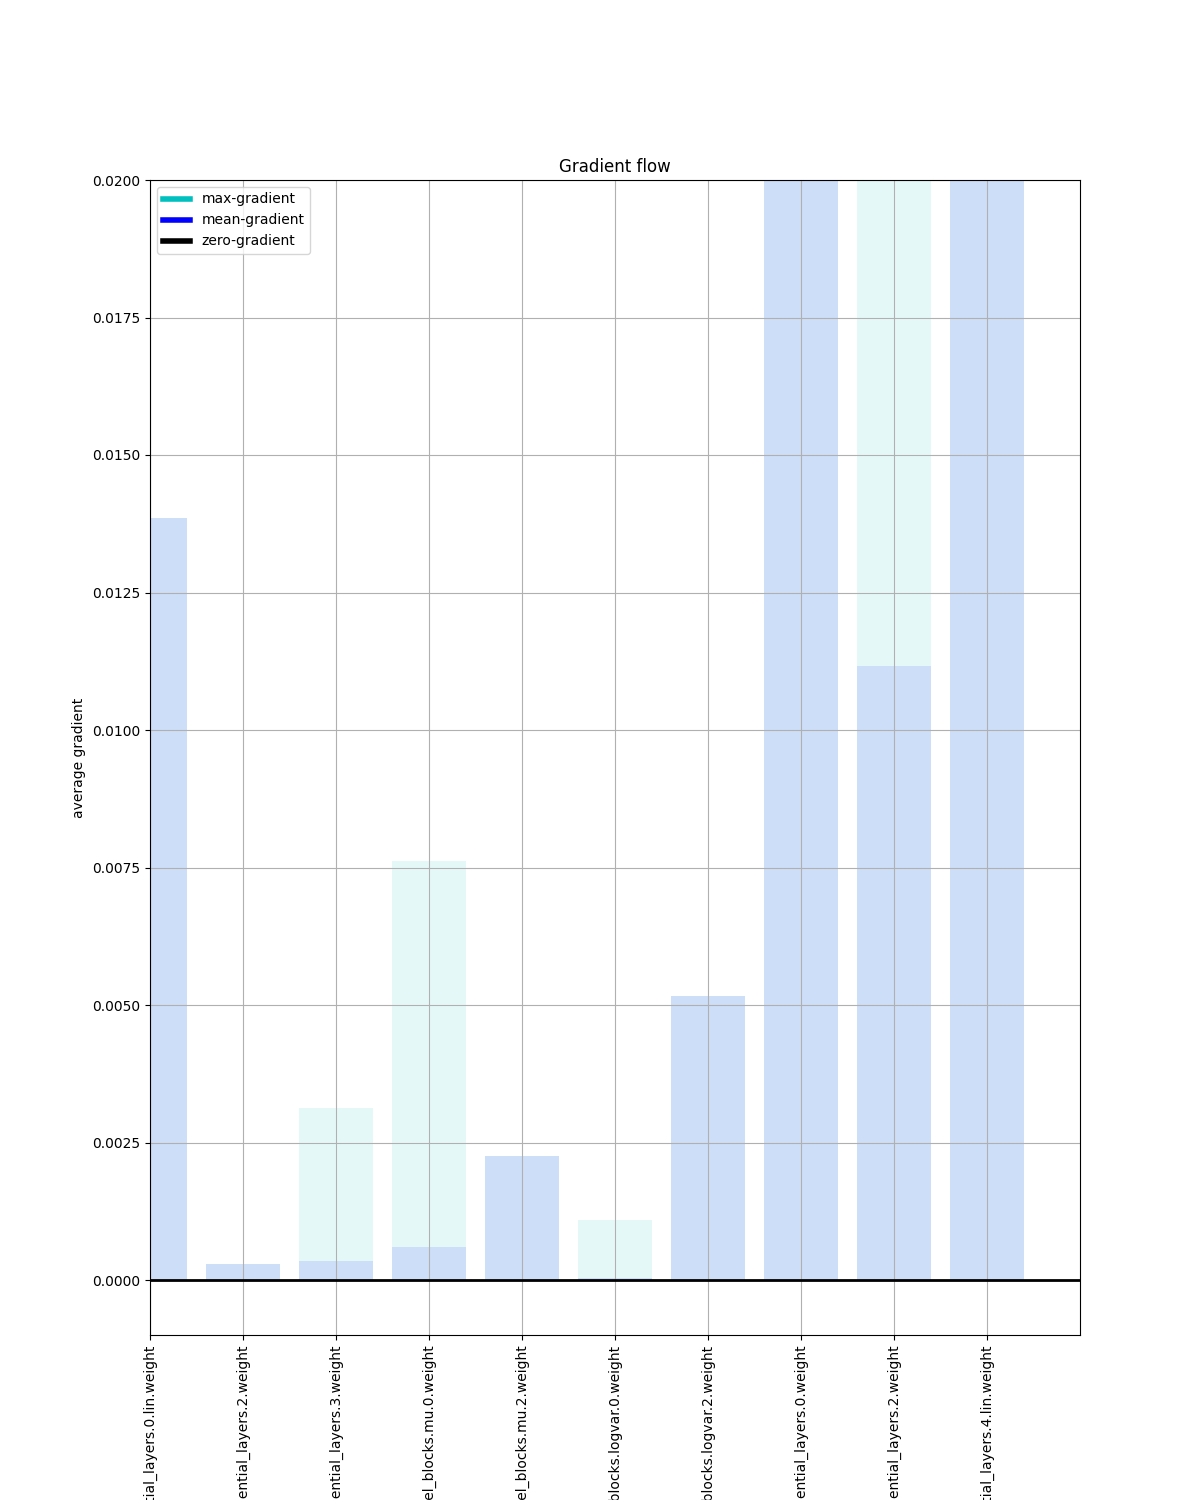 Gradient flow
max-gradient
mean-gradient
zero-gradient
0.0200
0.0175
0.0150
0.0125
0.0100
0.0075
0.0050
0.0025
0.0000
average gradient
tial_layers.0.lin.weight
ential_layers.2.weight
ential_layers.3.weight
el_blocks.mu.0.weight
el_blocks.mu.2.weight
blocks.logvar.0.weight
blocks.logvar.2.weight
ential_layers.0.weight
ential_layers.2.weight
tial_layers.4.lin.weight